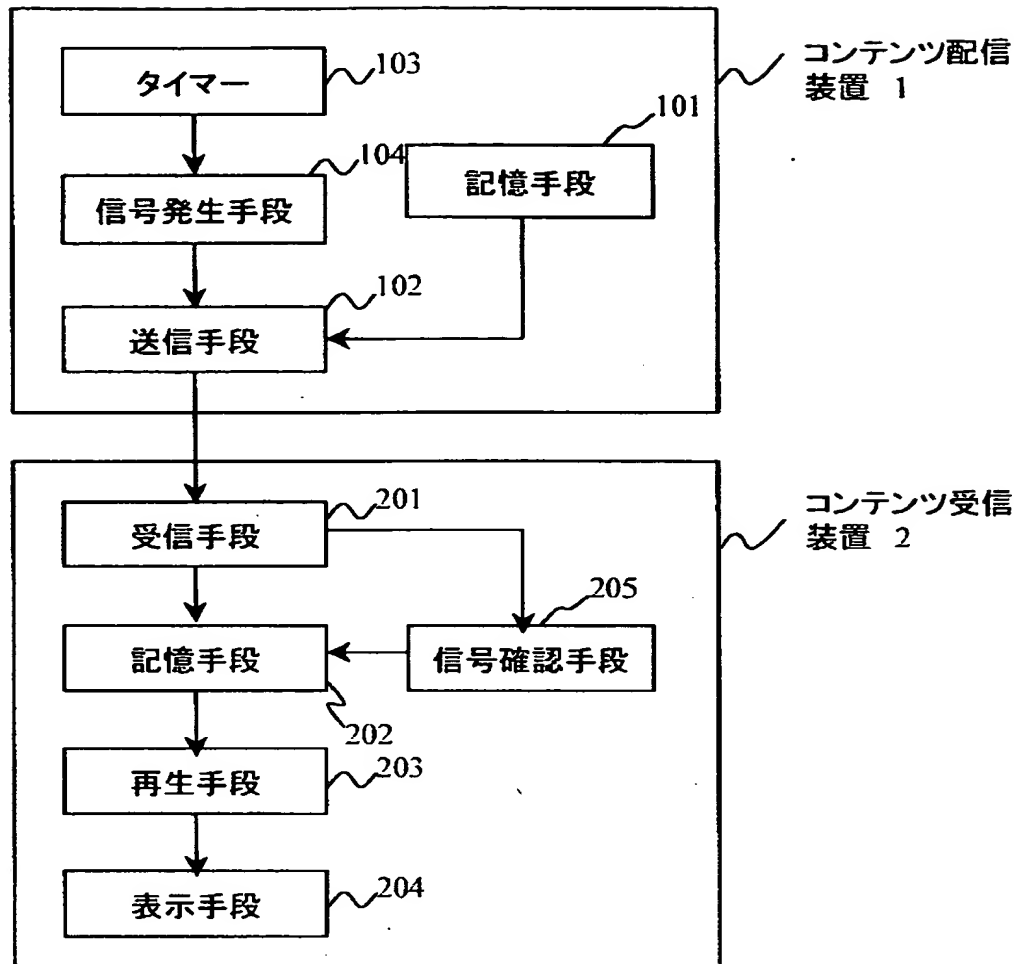 タイマー
103
コンテンツ配信
装置 1
101
104
記憶手段
信号発生手段
102
送信手段
201
受信手段
コンテンツ受信
装置 2
205
記憶手段
信号確認手段
202
再生手段
203
表示手段
204